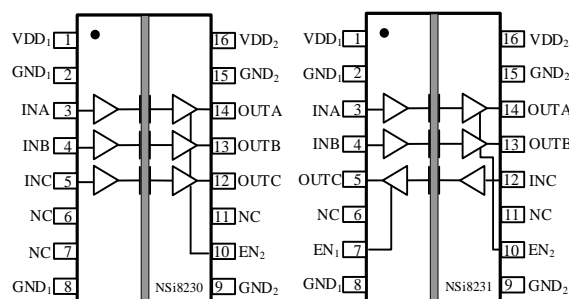 VDD₁ 1 16 VDD₂
GND₁ 2 15 GND₂
INA 3 14 OUTA
INB 4 13 OUTB
INC 5 12 OUTC
NC 6 11 NC
NC 7 10 EN₂
GND₁ 8 NSi8230 9 GND₂
VDD₁ 1 16 VDD₂
GND₁ 2 15 GND₂
INA 3 14 OUTA
INB 4 13 OUTB
OUTC 5 12 INC
NC 6 11 NC
EN₁ 7 10 EN₂
GND₁ 8 NSi8231 9 GND₂